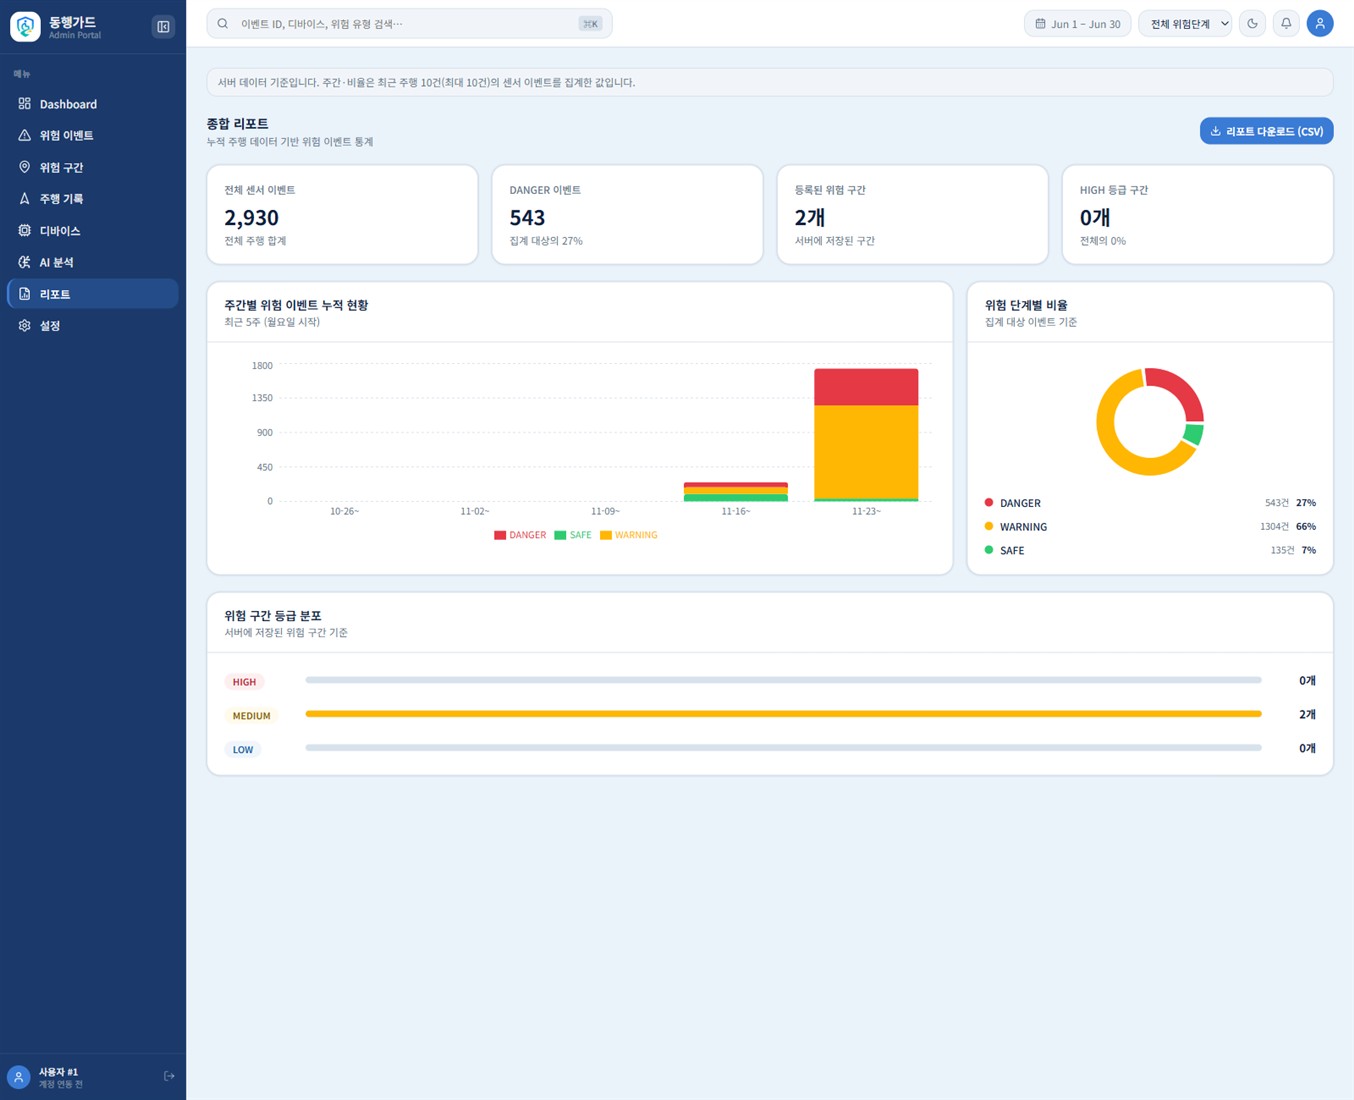 동행가드
Admin Portal
메뉴
Dashboard
위험 이벤트
위험 구간
주행 기록
디바이스
AI 분석
리포트
설정
사용자 #1
계정 연동 전
이벤트 ID, 디바이스, 위험 유형 검색…
⌘K
Jun 1 – Jun 30
전체 위험단계
서버 데이터 기준입니다. 주간·비율은 최근 주행 10건(최대 10건)의 센서 이벤트를 집계한 값입니다.
종합 리포트
누적 주행 데이터 기반 위험 이벤트 통계
리포트 다운로드 (CSV)
전체 센서 이벤트
2,930
전체 주행 합계
DANGER 이벤트
543
집계 대상의 27%
등록된 위험 구간
2개
서버에 저장된 구간
HIGH 등급 구간
0개
전체의 0%
주간별 위험 이벤트 누적 현황
최근 5주 (월요일 시작)
1800
1350
900
450
0
10-26~ 11-02~ 11-09~ 11-16~ 11-23~
DANGER SAFE WARNING
위험 단계별 비율
집계 대상 이벤트 기준
DANGER 543건 27%
WARNING 1304건 66%
SAFE 135건 7%
위험 구간 등급 분포
서버에 저장된 위험 구간 기준
HIGH 0개
MEDIUM 2개
LOW 0개